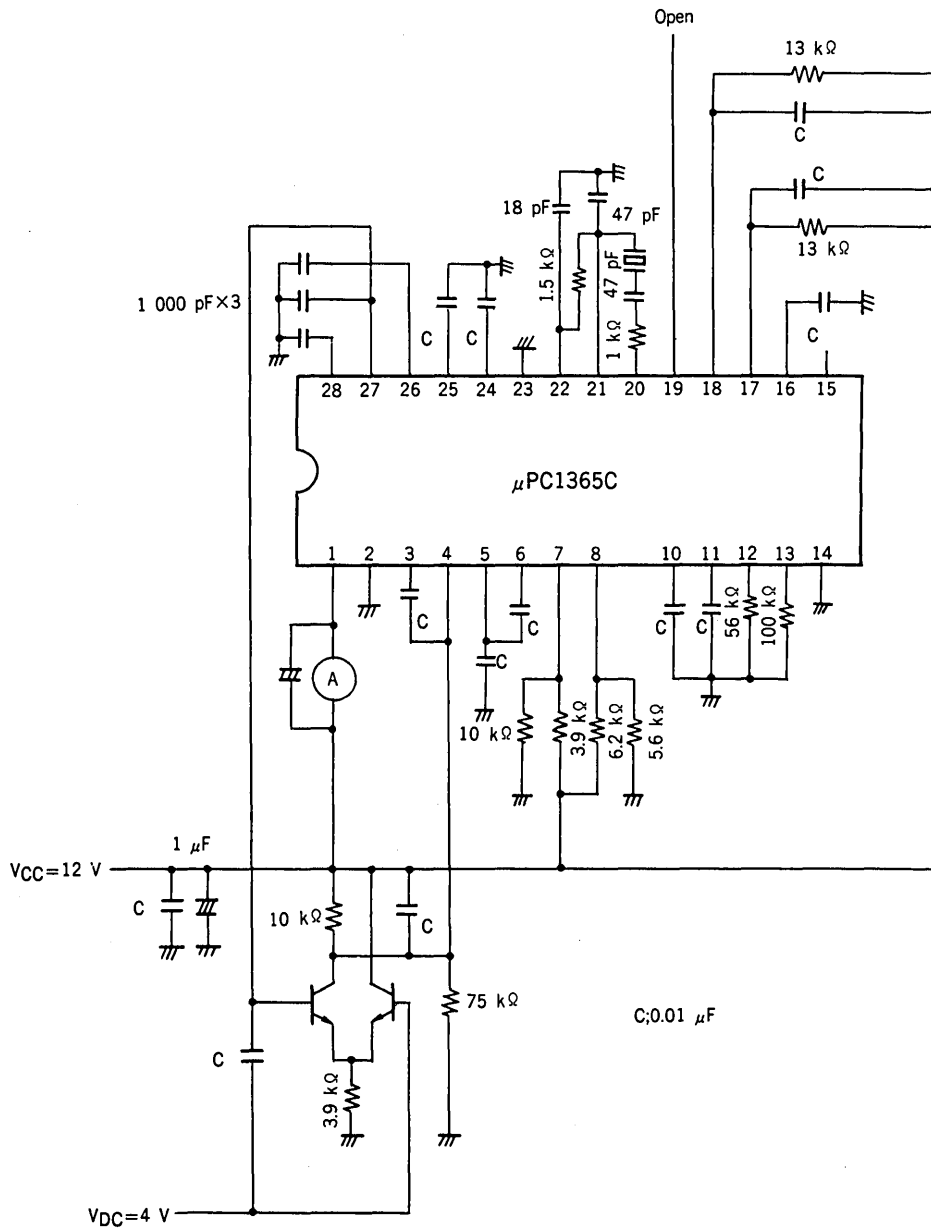 Open
13 kΩ
C
C
13 kΩ
18 pF
47 pF
1.5 kΩ
47 pF
1 kΩ
1 000 pF×3
C
C
C
28 27 26 25 24 23 22 21 20 19 18 17 16 15
μPC1365C
1 2 3 4 5 6 7 8 10 11 12 13 14
C
C
C
C
C
56 kΩ
100 kΩ
A
10 kΩ
3.9 kΩ
6.2 kΩ
5.6 kΩ
1 μF
VCC=12 V
C
10 kΩ
C
75 kΩ
C;0.01 μF
C
3.9 kΩ
VDC=4 V